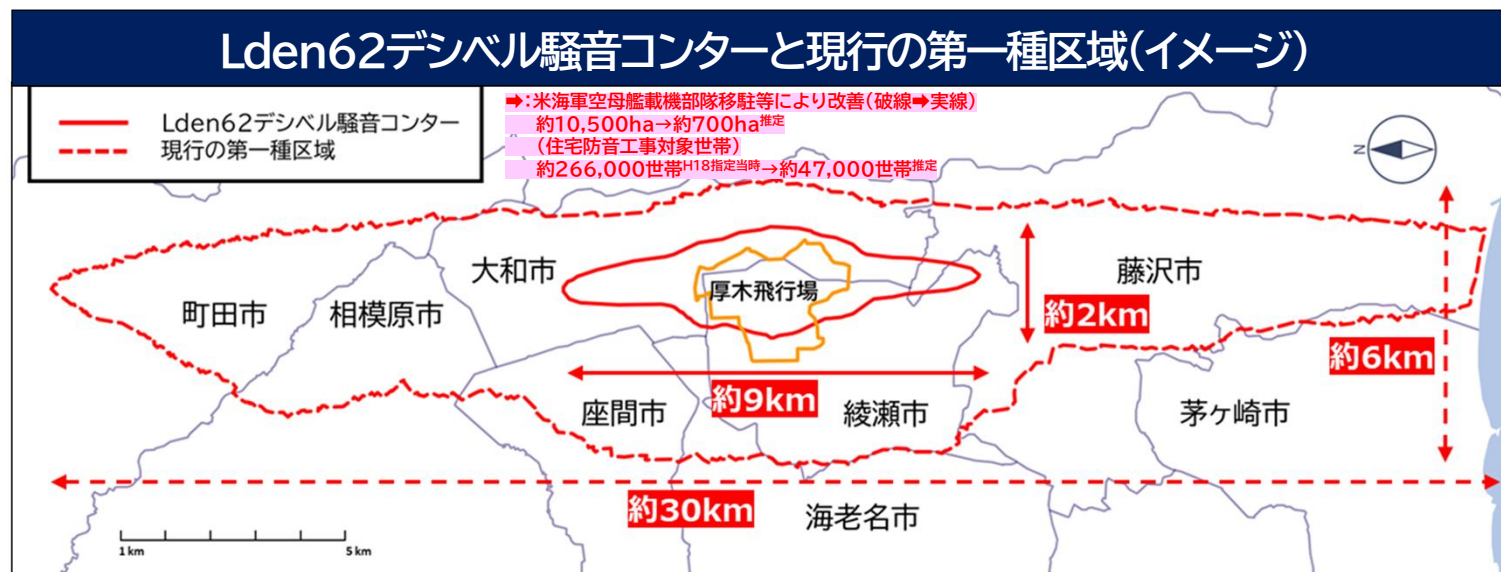 Lden62デシベル騒音コンターと現行の第一種区域(イメージ)
➡:米海軍空母艦載機部隊移駐等により改善(破線➡実線)
約10,500ha→約700ha推定
(住宅防音工事対象世帯)
約266,000世帯H18指定当時→約47,000世帯推定
Lden62デシベル騒音コンター
現行の第一種区域
N
大和市
厚木飛行場
藤沢市
町田市
相模原市
約2km
約6km
約9km
座間市
綾瀬市
茅ヶ崎市
約30km
海老名市
1 km
5 km